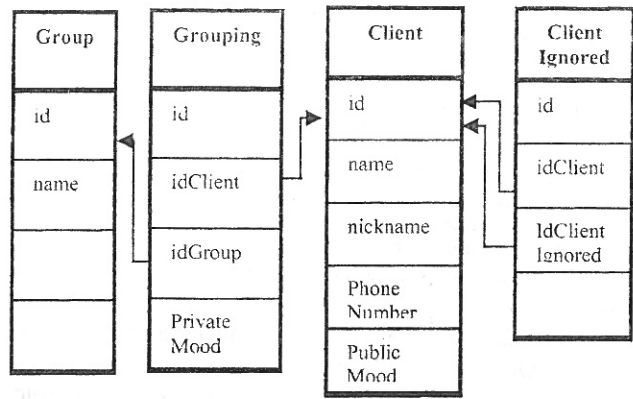 Group
id
name
Grouping
id
idClient
idGroup
Private
Mood
Client
id
name
nickname
Phone
Number
Public
Mood
Client
Ignored
id
idClient
IdClient
Ignored